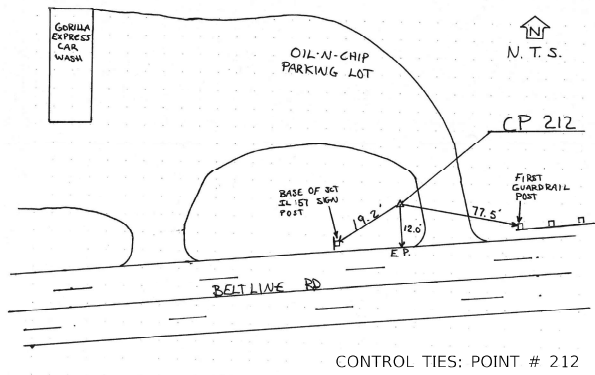 GORILLA
EXPRESS
CAR
WASH
OIL-N-CHIP
PARKING LOT
N
N.T.S.
CP 212
BASE OF JCT
IL 157 SIGN
POST
FIRST
GUARDRAIL
POST
19.2'
77.5'
12.0'
E.P.
BELTLINE RD
CONTROL TIES: POINT # 212